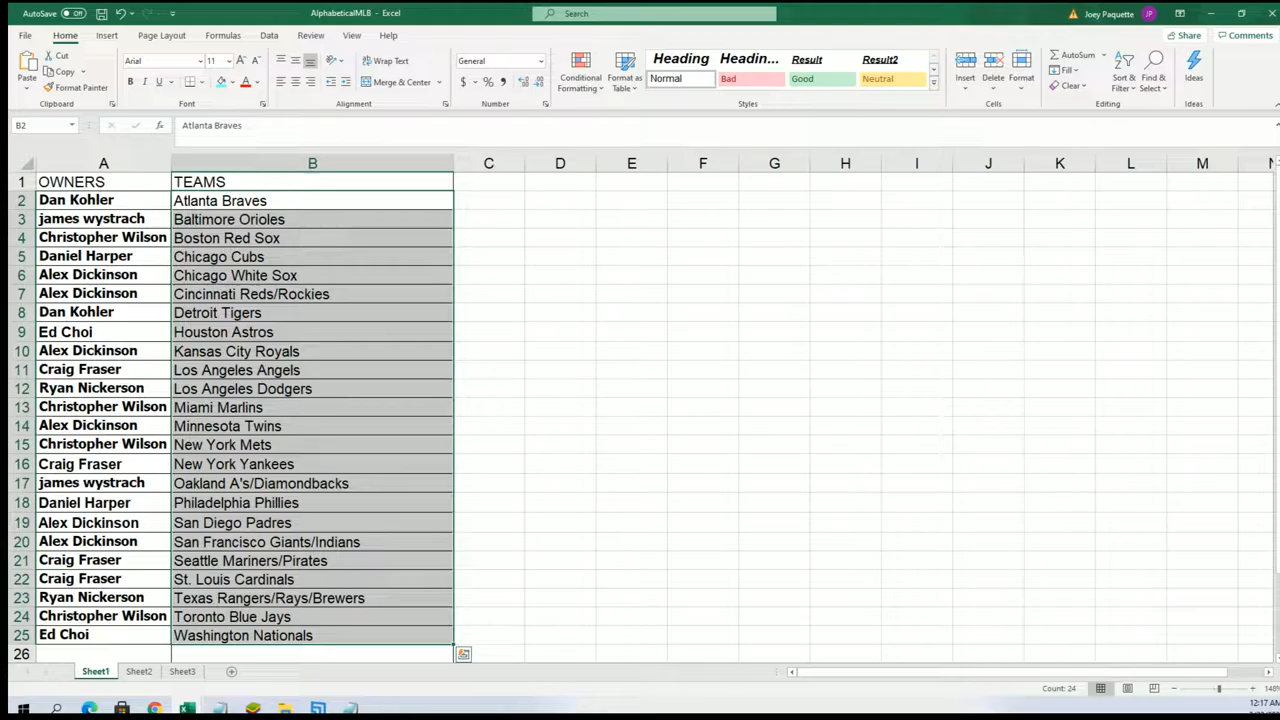 AutoSave Off AlphabeticalMLB - Excel Search Joey Paquette JP
File Home Insert Page Layout Formulas Data Review View Help Share Comments
Paste Cut Copy Format Painter Clipboard
Arial 11 A A B I U A Font
Wrap Text Merge & Center Alignment
General $ % Number
Conditional Formatting Format as Table
Heading Headin... Result Result2
Normal Bad Good Neutral
Styles
Insert Delete Format Cells
AutoSum Fill Clear Sort & Filter Find & Select Editing
Ideas Ideas
B2 fx Atlanta Braves
A B C D E F G H I J K L M N
1 OWNERS TEAMS
2 Dan Kohler Atlanta Braves
3 james wystrach Baltimore Orioles
4 Christopher Wilson Boston Red Sox
5 Daniel Harper Chicago Cubs
6 Alex Dickinson Chicago White Sox
7 Alex Dickinson Cincinnati Reds/Rockies
8 Dan Kohler Detroit Tigers
9 Ed Choi Houston Astros
10 Alex Dickinson Kansas City Royals
11 Craig Fraser Los Angeles Angels
12 Ryan Nickerson Los Angeles Dodgers
13 Christopher Wilson Miami Marlins
14 Alex Dickinson Minnesota Twins
15 Christopher Wilson New York Mets
16 Craig Fraser New York Yankees
17 james wystrach Oakland A's/Diamondbacks
18 Daniel Harper Philadelphia Phillies
19 Alex Dickinson San Diego Padres
20 Alex Dickinson San Francisco Giants/Indians
21 Craig Fraser Seattle Mariners/Pirates
22 Craig Fraser St. Louis Cardinals
23 Ryan Nickerson Texas Rangers/Rays/Brewers
24 Christopher Wilson Toronto Blue Jays
25 Ed Choi Washington Nationals
26
Sheet1 Sheet2 Sheet3
Count: 24 148%
12:17 AM